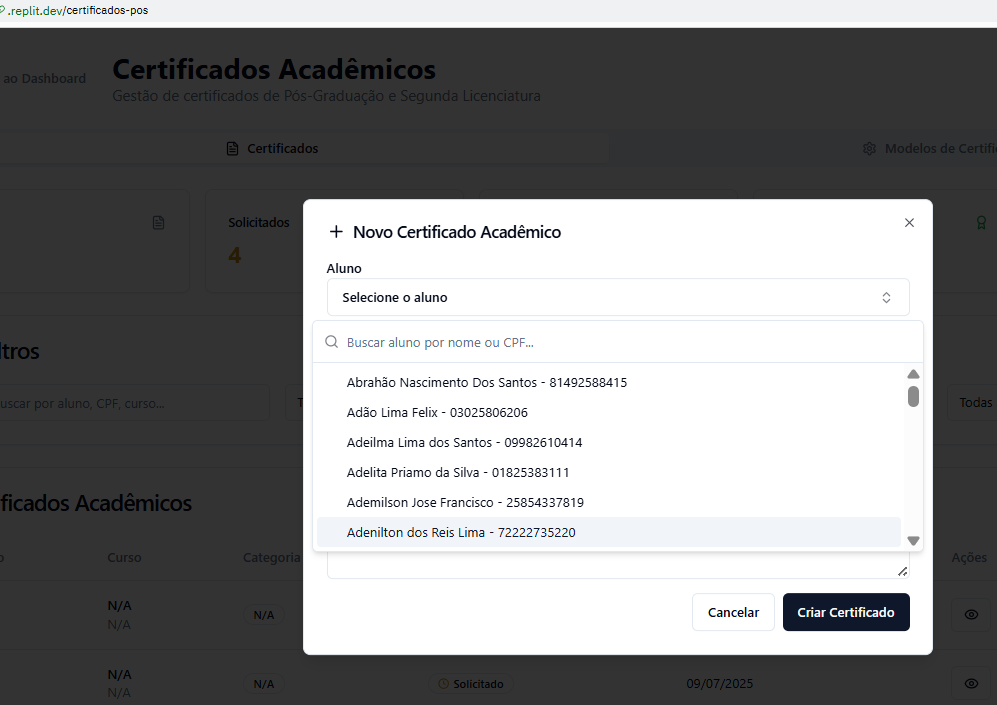 .replit.dev/certificados-pos
ao Dashboard
Certificados Acadêmicos
Gestão de certificados de Pós-Graduação e Segunda Licenciatura
Certificados
Modelos de Certifi
Solicitados
4
Novo Certificado Acadêmico
Aluno
Selecione o aluno
Buscar aluno por nome ou CPF...
Abrahão Nascimento Dos Santos - 81492588415
Adão Lima Felix - 03025806206
Adeilma Lima dos Santos - 09982610414
Adelita Priamo da Silva - 01825383111
Ademilson Jose Francisco - 25854337819
Adenilton dos Reis Lima - 72222735220
Cancelar
Criar Certificado
ltros
uscar por aluno, CPF, curso...
T
Todas
ficados Acadêmicos
o
Curso
Categoria
Ações
N/A
N/A
N/A
N/A
N/A
N/A
Solicitado
09/07/2025